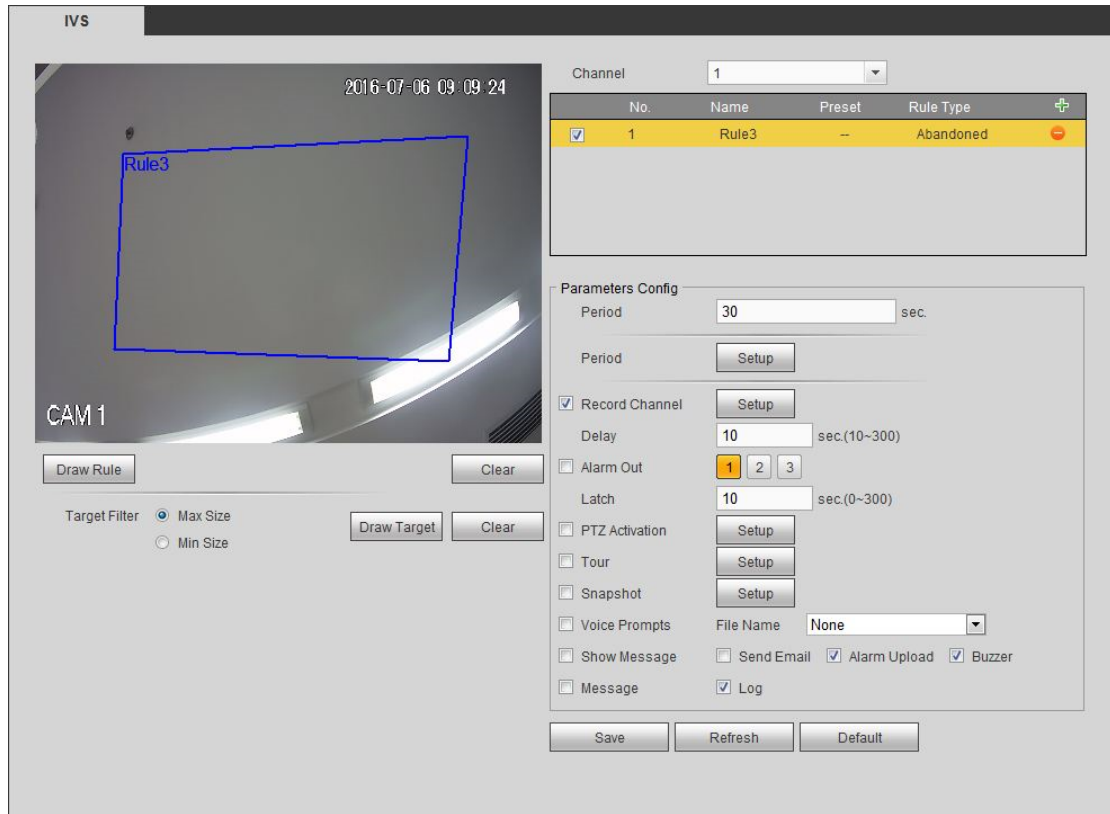 IVS
2016-07-06 09:09:24
Rule3
CAM 1
Draw Rule Clear
Target Filter Max Size
Min Size
Draw Target Clear
Channel 1
No. Name Preset Rule Type
1 Rule3 -- Abandoned
Parameters Config
Period 30 sec.
Period Setup
Record Channel Setup
Delay 10 sec.(10~300)
Alarm Out 1 2 3
Latch 10 sec.(0~300)
PTZ Activation Setup
Tour Setup
Snapshot Setup
Voice Prompts File Name None
Show Message Send Email Alarm Upload Buzzer
Message Log
Save Refresh Default